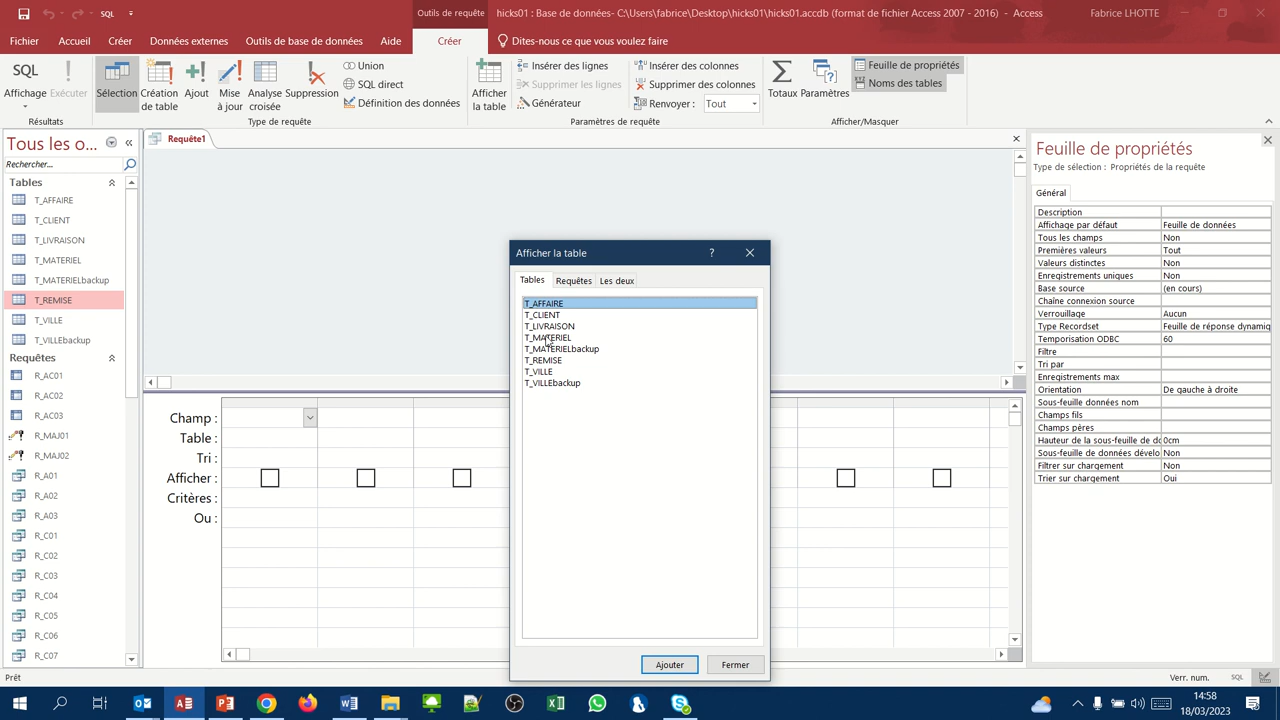 SQL
Outils de requête
hicks01 : Base de données- C:\Users\fabrice\Desktop\hicks01\hicks01.accdb (format de fichier Access 2007 - 2016) - Access
Fabrice LHOTTE
Fichier
Accueil
Créer
Données externes
Outils de base de données
Aide
Créer
Dites-nous ce que vous voulez faire
SQL
Affichage
Exécuter
Résultats
Sélection
Création de table
Ajout
Mise à jour
Analyse croisée
Suppression
Union
SQL direct
Définition des données
Type de requête
Afficher la table
Insérer des lignes
Supprimer les lignes
Générateur
Insérer des colonnes
Supprimer des colonnes
Renvoyer : Tout
Paramètres de requête
Totaux
Paramètres
Feuille de propriétés
Noms des tables
Afficher/Masquer
Tous les o...
Rechercher...
Tables
T_AFFAIRE
T_CLIENT
T_LIVRAISON
T_MATERIEL
T_MATERIELbackup
T_REMISE
T_VILLE
T_VILLEbackup
Requêtes
R_AC01
R_AC02
R_AC03
R_MAJ01
R_MAJ02
R_A01
R_A02
R_A03
R_C01
R_C02
R_C03
R_C04
R_C05
R_C06
R_C07
Requête1
Champ :
Table :
Tri :
Afficher :
Critères :
Ou :
Afficher la table
?
Tables
Requêtes
Les deux
T_AFFAIRE
T_CLIENT
T_LIVRAISON
T_MATERIEL
T_MATERIELbackup
T_REMISE
T_VILLE
T_VILLEbackup
Ajouter
Fermer
Feuille de propriétés
Type de sélection : Propriétés de la requête
Général
Description
Affichage par défaut Feuille de données
Tous les champs Non
Premières valeurs Tout
Valeurs distinctes Non
Enregistrements uniques Non
Base source (en cours)
Chaîne connexion source
Verrouillage Aucun
Type Recordset Feuille de réponse dynamiq
Temporisation ODBC 60
Filtre
Tri par
Enregistrements max
Orientation De gauche à droite
Sous-feuille données nom
Champs fils
Champs pères
Hauteur de la sous-feuille de do 0cm
Sous-feuille de données dévelo Non
Filtrer sur chargement Non
Trier sur chargement Oui
Prêt
Verr. num.
SQL
14:58
18/03/2023